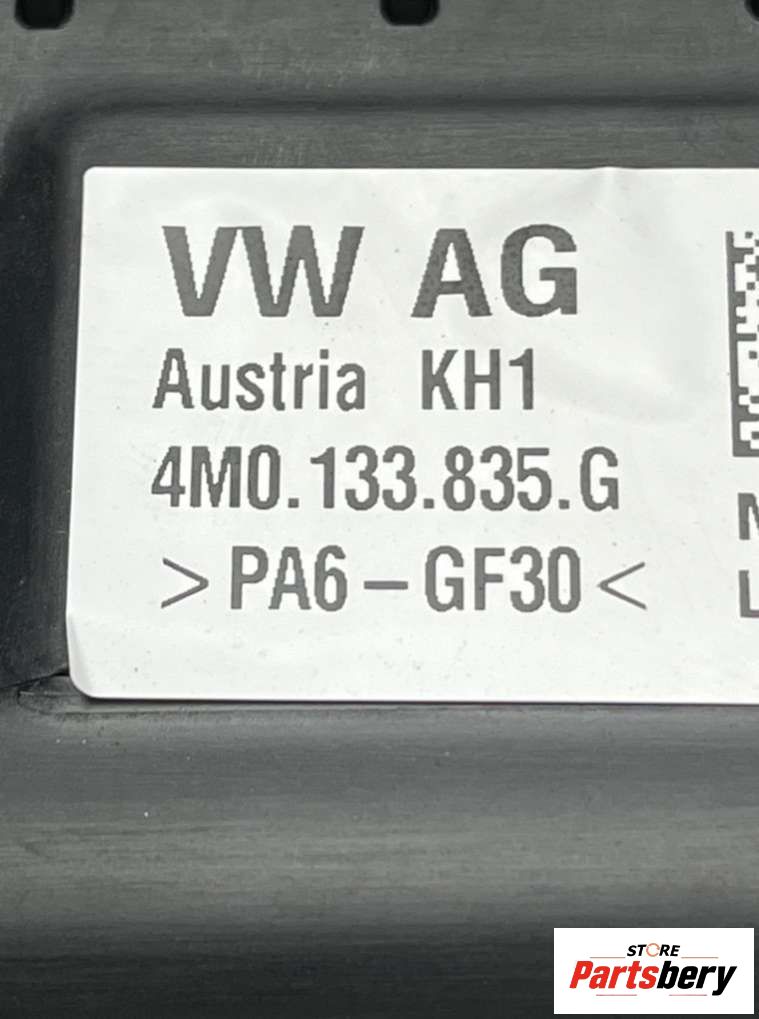 VW AG
Austria KH1
4M0.133.835.G
>PA6-GF30<
STORE
Partsbery